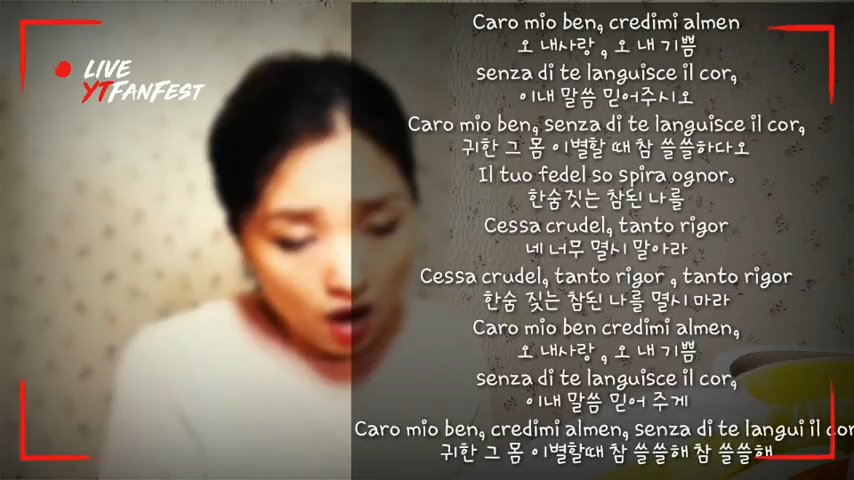 LIVE
YTFANFEST
Caro mio ben, credimi almen
오 내사랑 , 오 내 기쁨
senza di te languisce il cor,
이내 말씀 믿어주시오
Caro mio ben, senza di te languisce il cor,
귀한 그 몸 이별할 때 참 쓸쓸하다오
Il tuo fedel so spira ognor.
한숨짓는 참된 나를
Cessa crudel, tanto rigor
네 너무 멸시 말아라
Cessa crudel, tanto rigor , tanto rigor
한숨 짓는 참된 나를 멸시 마라
Caro mio ben credimi almen,
오 내사랑 , 오 내 기쁨
senza di te languisce il cor,
이내 말씀 믿어 주게
Caro mio ben, credimi almen, senza di te langui il cor
귀한 그 몸 이별할때 참 쓸쓸해 참 쓸쓸해